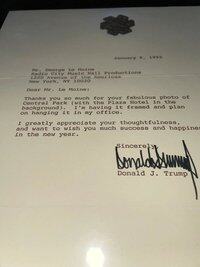 January 4, 1995
Mr. George Le Moine
Radio City Music Hall Productions
1260 Avenue of the Americas
New York, NY 10020
Dear Mr. Le Moine:
Thank you so much for your fabulous photo of
Central Park (with the Plaza Hotel in the
background). I'm having it framed and plan
on hanging it in my office.
I greatly appreciate your thoughtfulness,
and want to wish you much success and happines
in the new year.
Sincerely
Donald J. Trump